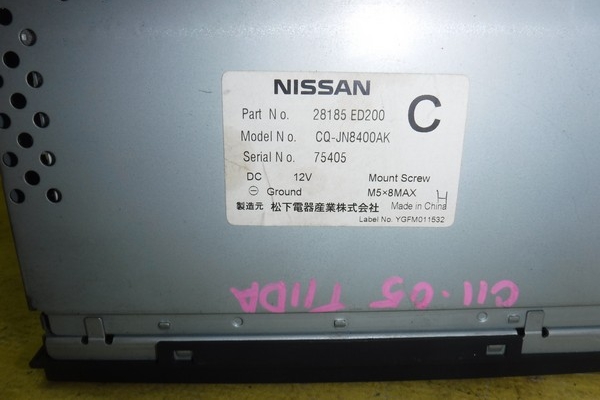 NISSAN
Part No. 28185 ED200 C
Model No. CQ-JN8400AK
Serial No. 75405
DC 12V Mount Screw
⊖ Ground M5×8MAX H
製造元 松下電器産業株式会社 Made in China
Label No. YGFM011532
C11-05 TIIDA